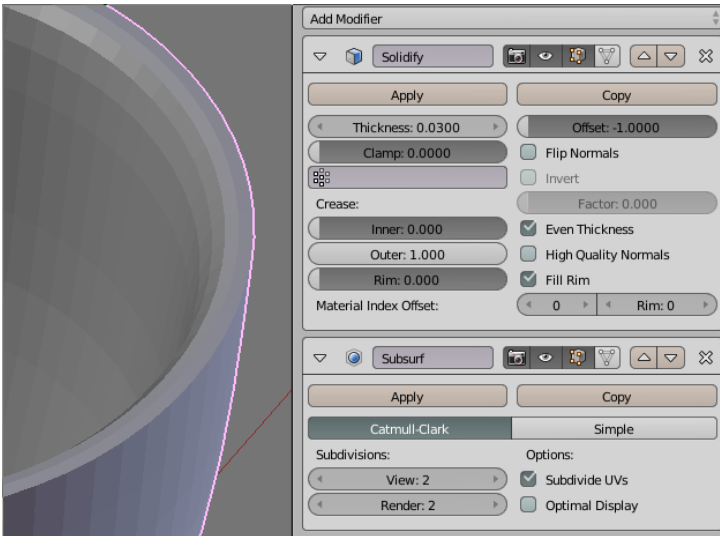 Add Modifier
Solidify
Apply Copy
Thickness: 0.0300 Offset: -1.0000
Clamp: 0.0000 Flip Normals
Invert
Crease: Factor: 0.000
Inner: 0.000 Even Thickness
Outer: 1.000 High Quality Normals
Rim: 0.000 Fill Rim
Material Index Offset: 0 Rim: 0
Subsurf
Apply Copy
Catmull-Clark Simple
Subdivisions: Options:
View: 2 Subdivide UVs
Render: 2 Optimal Display